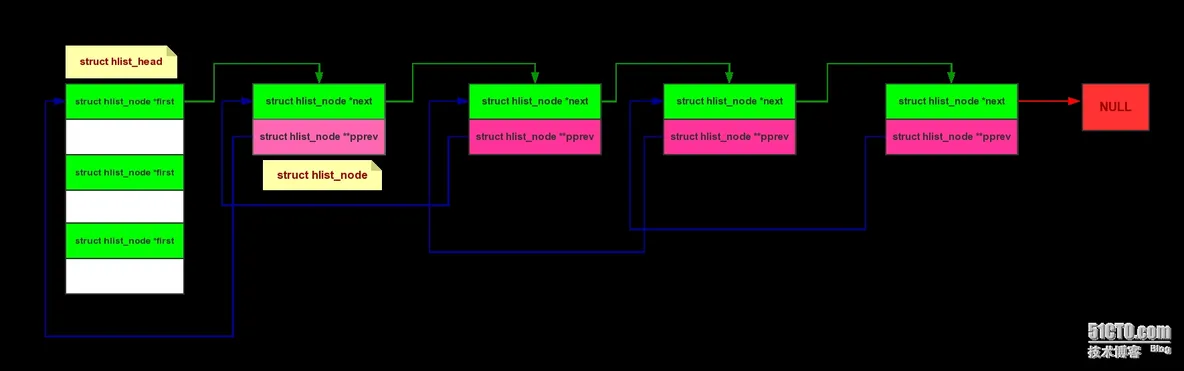 struct hlist_head
struct hlist_node *first
struct hlist_node *next
struct hlist_node *next
struct hlist_node *next
struct hlist_node *next
NULL
struct hlist_node **pprev
struct hlist_node **pprev
struct hlist_node **pprev
struct hlist_node **pprev
struct hlist_node *first
struct hlist_node
struct hlist_node *first
51CTO.com
技术博客 Blog